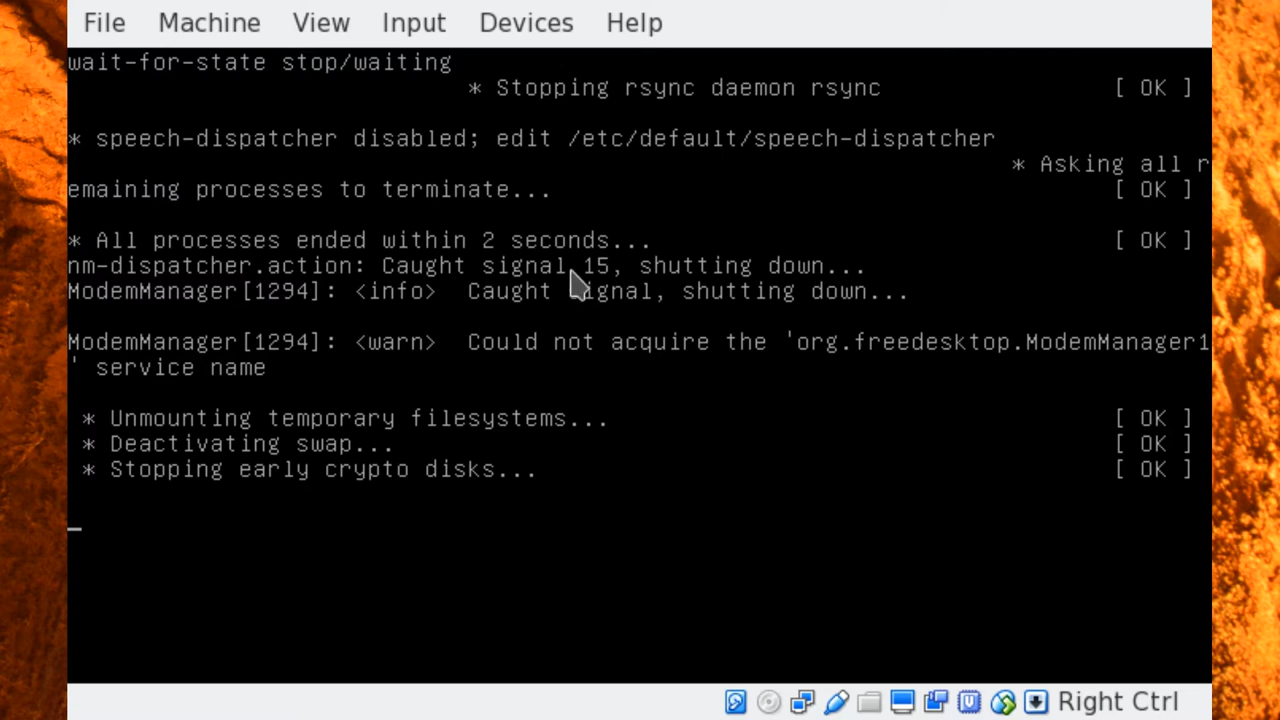 File Machine View Input Devices Help
wait-for-state stop/waiting
* Stopping rsync daemon rsync [ OK ]
* speech-dispatcher disabled; edit /etc/default/speech-dispatcher
* Asking all r
emaining processes to terminate... [ OK ]
* All processes ended within 2 seconds... [ OK ]
nm-dispatcher.action: Caught signal 15, shutting down...
ModemManager[1294]: <info>  Caught signal, shutting down...
ModemManager[1294]: <warn>  Could not acquire the 'org.freedesktop.ModemManager1
' service name
* Unmounting temporary filesystems... [ OK ]
* Deactivating swap... [ OK ]
* Stopping early crypto disks... [ OK ]
_
Right Ctrl